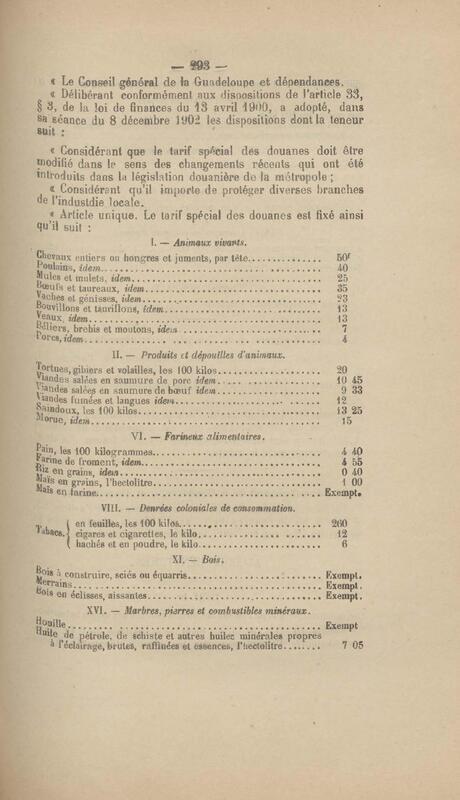 — 293 —
« Le Conseil général de la Guadeloupe et dépendances.
« Délibérant conformément aux dispositions de l'article 33,
§ 3, de la loi de finances du 13 avril 1900, a adopté, dans
sa séance du 8 décembre 1902 les dispositions dont la teneur
suit :
« Considérant que le tarif spécial des douanes doit être
modifié dans le sens des changements récents qui ont été
introduits dans la législation douanière de la métropole ;
« Considérant qu'il importe de protéger diverses branches
de l'industdie locale.
« Article unique. Le tarif spécial des douanes est fixé ainsi
qu'il suit :
I. — Animaux vivants.
Chevaux entiers ou hongres et juments, par tête.......... 50f
Poulains, idem.......... 40
Mules et mulets, idem.......... 25
Bœufs et taureaux, idem.......... 35
Vaches et génisses, idem.......... 23
Bouvillons et taurillons, idem.......... 13
Veaux, idem.......... 13
Béliers, brebis et moutons, idem.......... 7
Porcs, idem.......... 4
II. — Produits et dépouilles d'animaux.
Tortues, gibiers et volailles, les 100 kilos.......... 20
Viandes salées en saumure de porc idem.......... 10 45
Viandes salées en saumure de bœuf idem.......... 9 33
Viandes fumées et langues idem.......... 12
Saindoux, les 100 kilos.......... 13 25
Morue, idem.......... 15
VI. — Farineux alimentaires.
Pain, les 100 kilogrammes.......... 4 40
Farine de froment, idem.......... 4 55
Riz en grains, idem.......... 0 40
Maïs en grains, l'hectolitre.......... 1 00
Maïs en farine.......... Exempt.
VIII. — Denrées coloniales de consommation.
Tabacs. { en feuilles, les 100 kilos.......... 260
cigares et cigarettes, le kilo.......... 12
hachés et en poudre, le kilo.......... 6
XI. — Bois.
Bois à construire, sciés ou équarris.......... Exempt.
Merrains.......... Exempt.
Bois en éclisses, aissantes.......... Exempt.
XVI. — Marbres, pierres et combustibles minéraux.
Houille.......... Exempt
Huile de pétrole, de schiste et autres huiles minérales propres
à l'éclairage, brutes, raffinées et essences, l'hectolitre........ 7 05